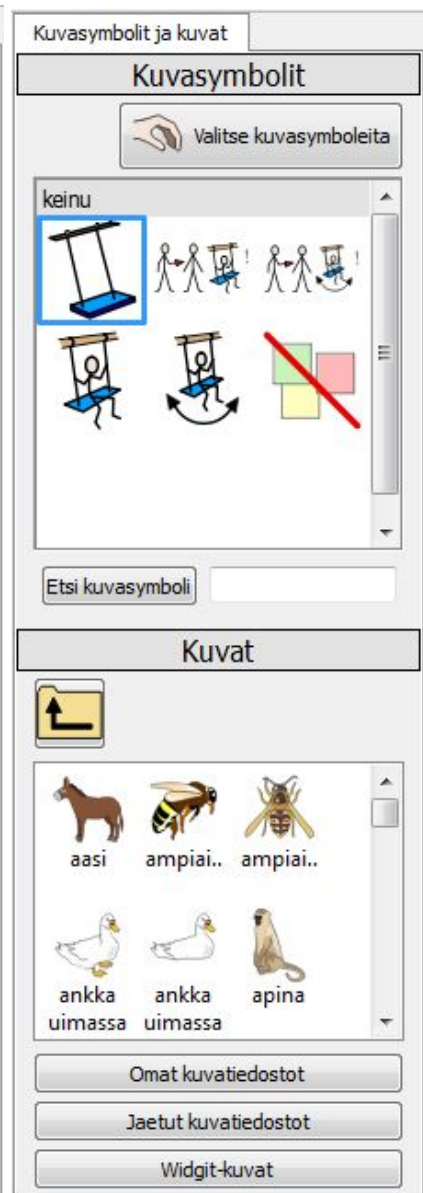 Kuvasymbolit ja kuvat
Kuvasymbolit
Valitse kuvasymboleita
keinu
! !
Etsi kuvasymboli
Kuvat
aasi ampiai.. ampiai..
ankka ankka apina
uimassa uimassa
Omat kuvatiedostot
Jaetut kuvatiedostot
Widgit-kuvat